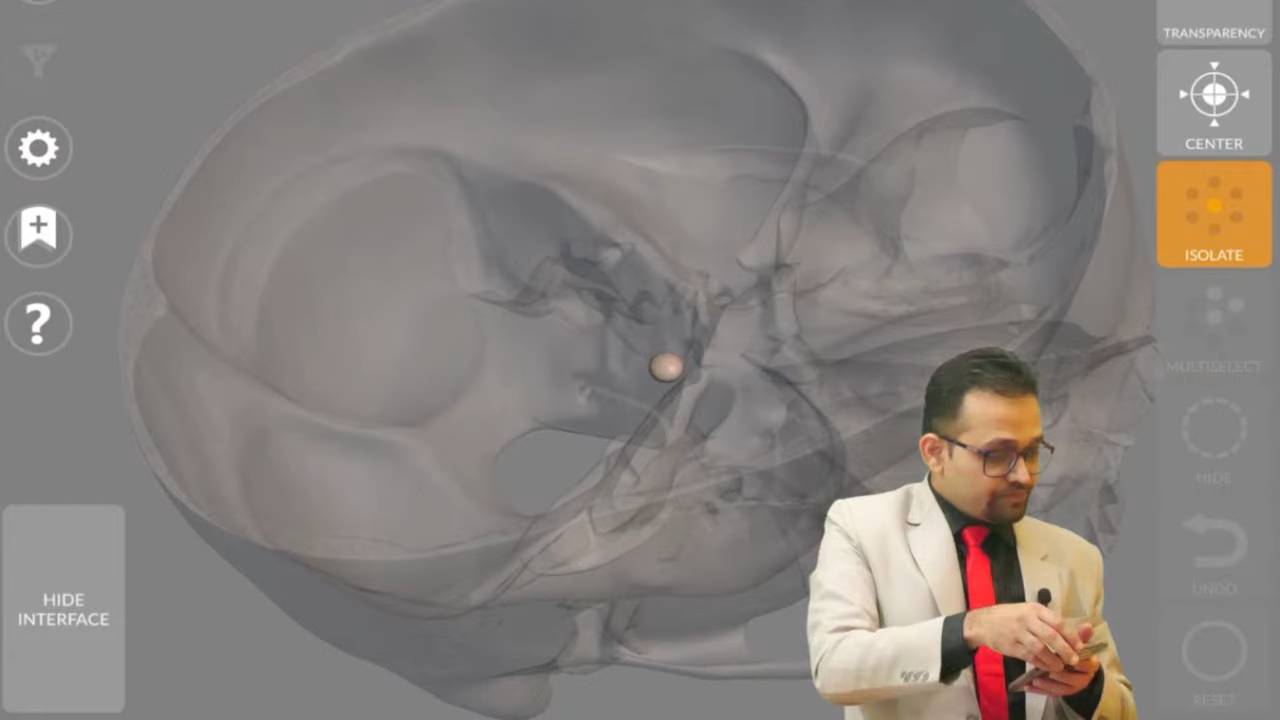 TRANSPARENCY
CENTER
ISOLATE
MULTISELECT
HIDE
UNDO
RESET
?
HIDE
INTERFACE